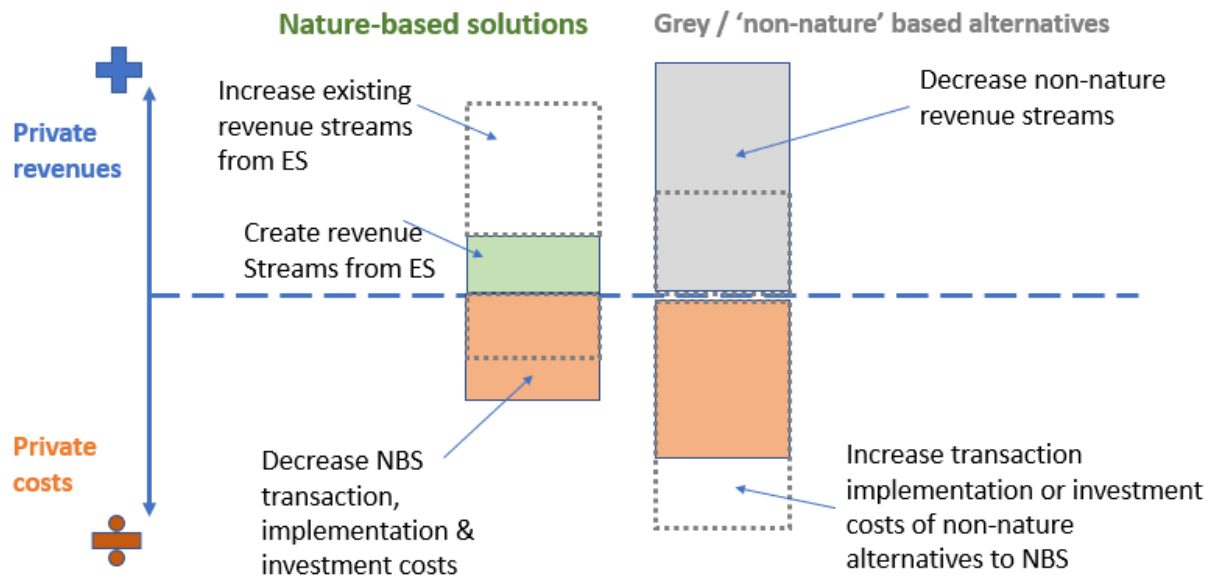 Nature-based solutions
Grey / ‘non-nature’ based alternatives
Private
revenues
Increase existing
revenue streams
from ES
Create revenue
Streams from ES
Decrease non-nature
revenue streams
Private
costs
Decrease NBS
transaction,
implementation &
investment costs
Increase transaction
implementation or investment
costs of non-nature
alternatives to NBS